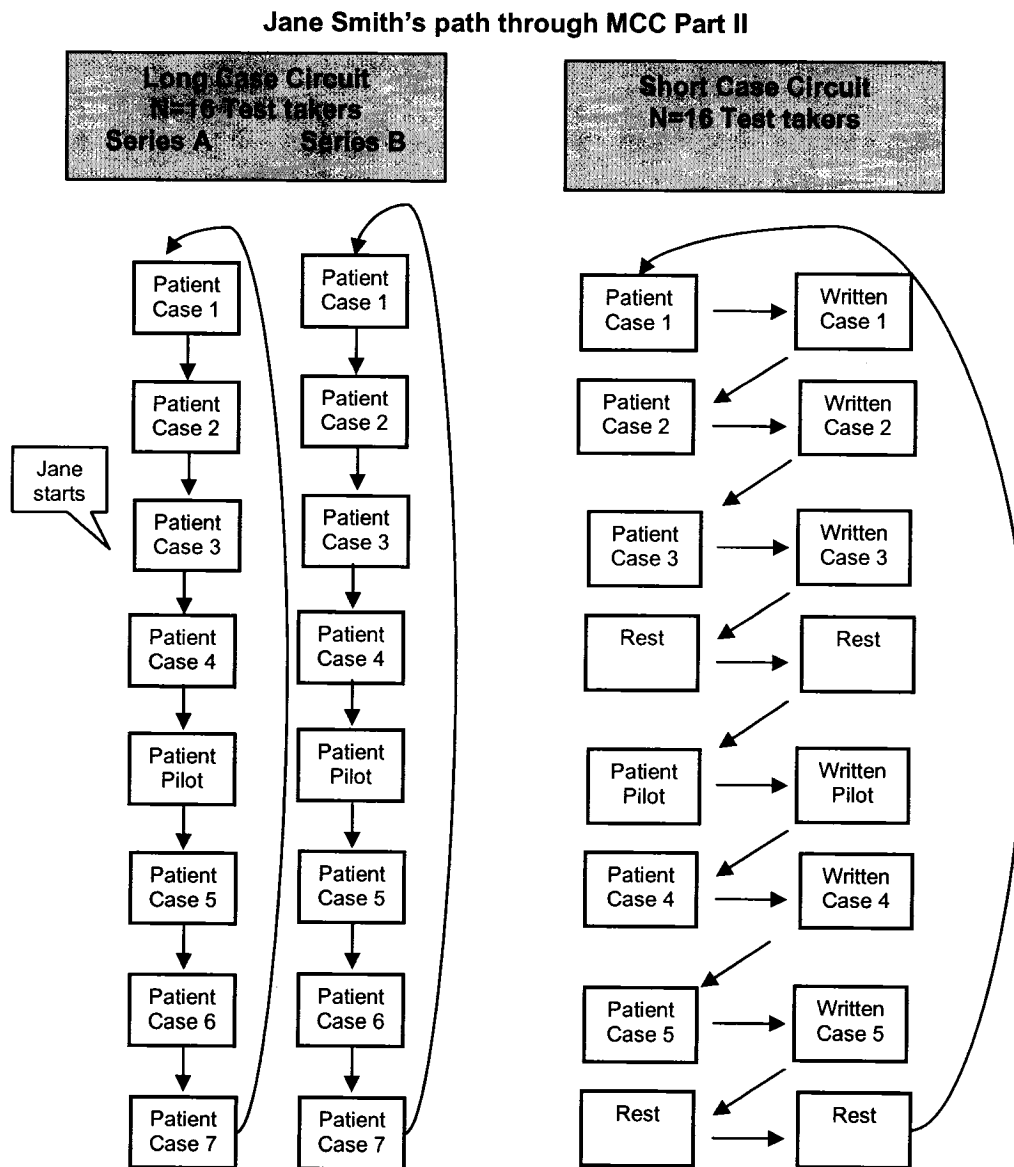 Jane Smith's path through MCC Part II
Long Case Circuit
N=16 Test takers
Series A Series B
Short Case Circuit
N=16 Test takers
Jane
starts
Patient
Case 1
Patient
Case 2
Patient
Case 3
Patient
Case 4
Patient
Pilot
Patient
Case 5
Patient
Case 6
Patient
Case 7
Patient
Case 1
Patient
Case 2
Patient
Case 3
Patient
Case 4
Patient
Pilot
Patient
Case 5
Patient
Case 6
Patient
Case 7
Patient
Case 1
Written
Case 1
Patient
Case 2
Written
Case 2
Patient
Case 3
Written
Case 3
Rest
Rest
Patient
Pilot
Written
Pilot
Patient
Case 4
Written
Case 4
Patient
Case 5
Written
Case 5
Rest
Rest